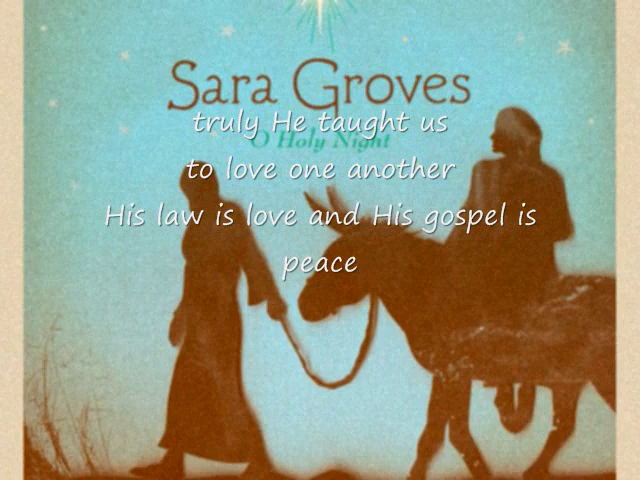 Sara Groves
truly He taught us
O Holy Night
to love one another
His law is love and His gospel is
peace